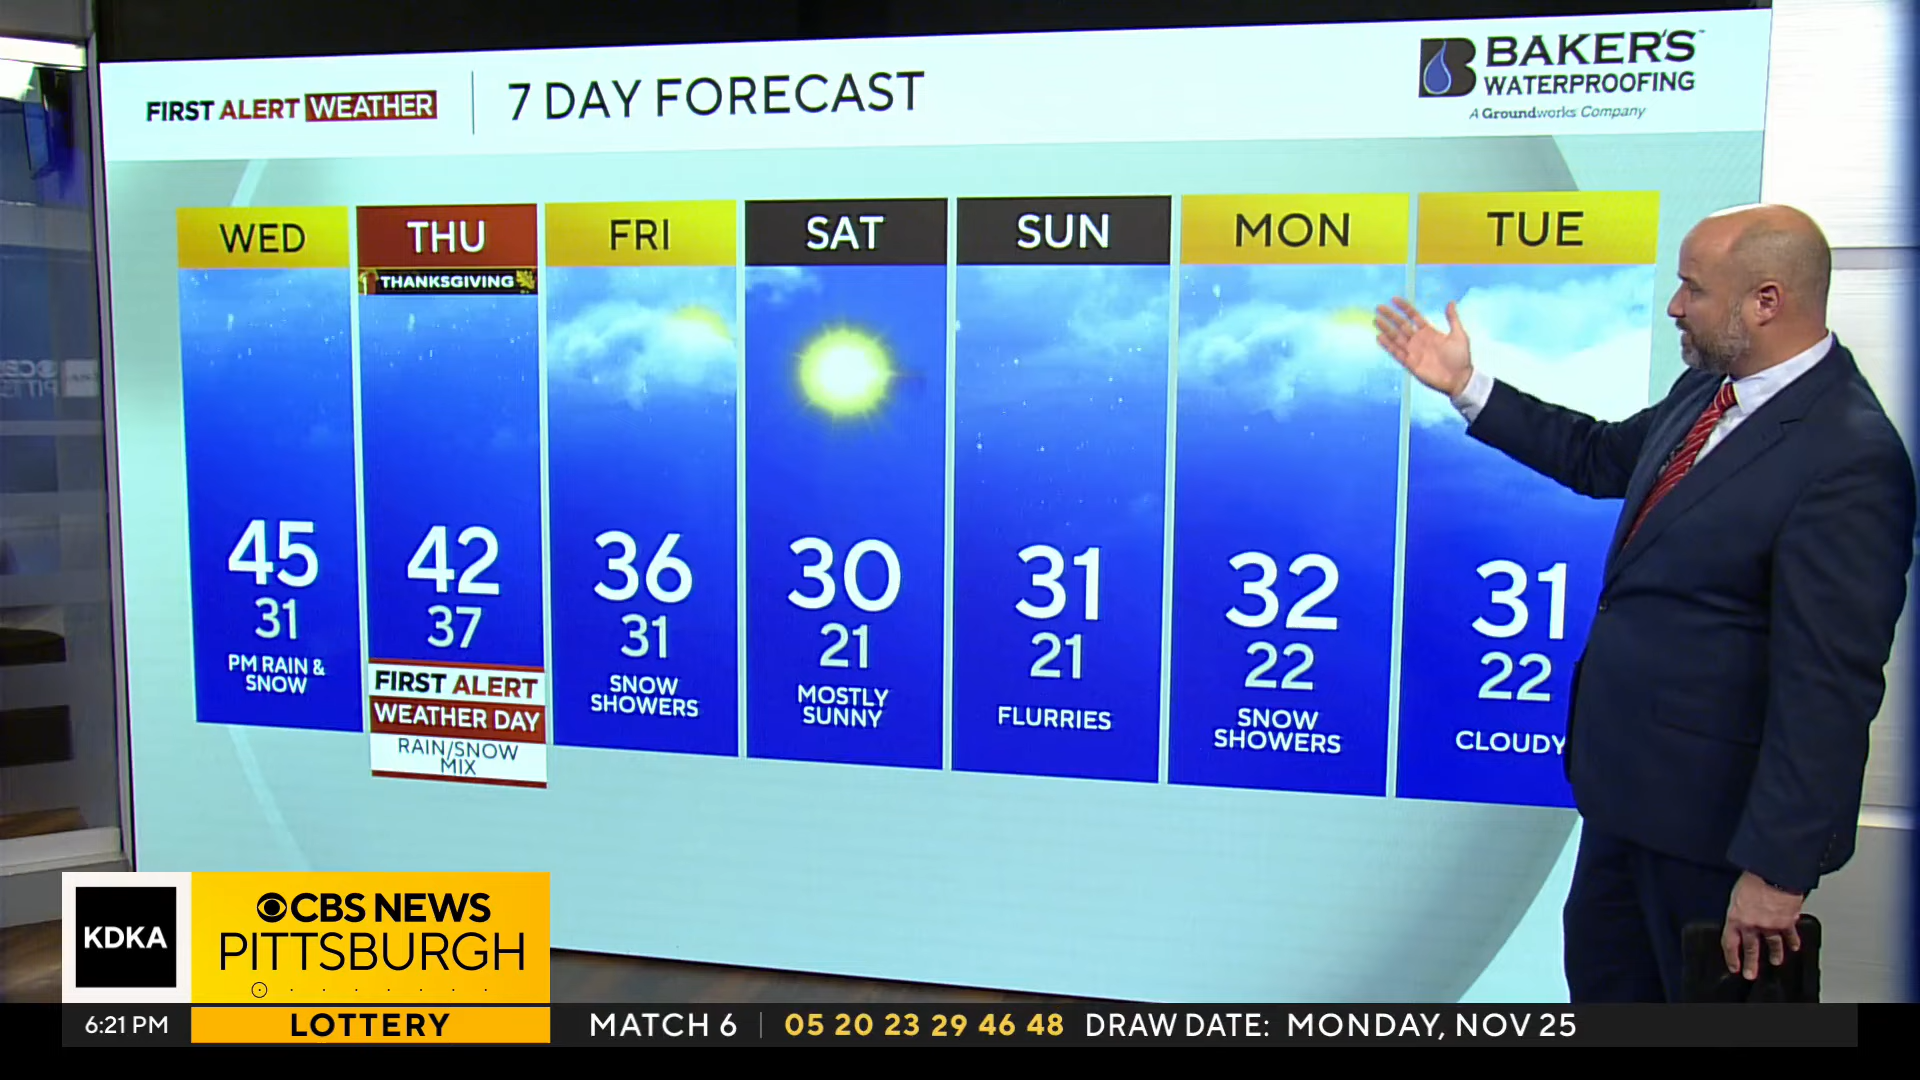 FIRST ALERT WEATHER
7 DAY FORECAST
BAKER'S™
WATERPROOFING
A Groundworks Company
WED
THU
FRI
SAT
SUN
MON
TUE
THANKSGIVING
45
31
PM RAIN &
SNOW
42
37
FIRST ALERT
WEATHER DAY
RAIN/SNOW
MIX
36
31
SNOW
SHOWERS
30
21
MOSTLY
SUNNY
31
21
FLURRIES
32
22
SNOW
SHOWERS
31
22
CLOUDY
KDKA
CBS NEWS
PITTSBURGH
6:21 PM
LOTTERY
MATCH 6 | 05 20 23 29 46 48 DRAW DATE: MONDAY, NOV 25